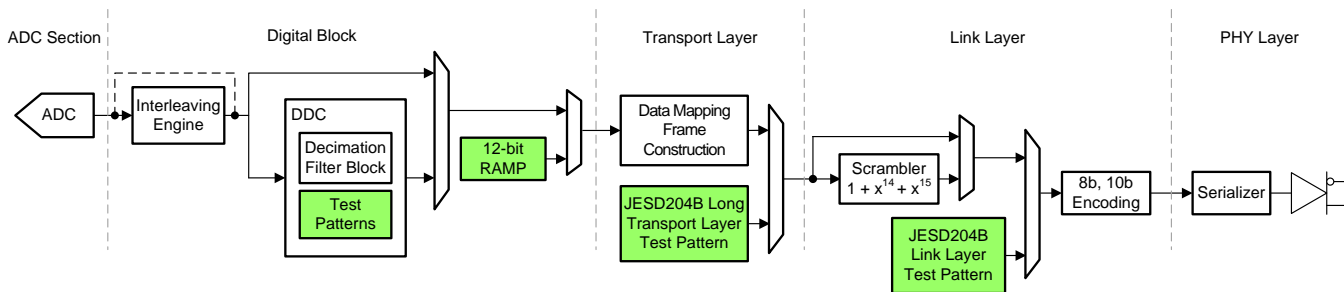 ADC Section
Digital Block
Transport Layer
Link Layer
PHY Layer
ADC
Interleaving
Engine
DDC
Decimation
Filter Block
Test
Patterns
12-bit
RAMP
Data Mapping
Frame
Construction
JESD204B Long
Transport Layer
Test Pattern
Scrambler
1 + x¹⁴ + x¹⁵
JESD204B
Link Layer
Test Pattern
8b, 10b
Encoding
Serializer